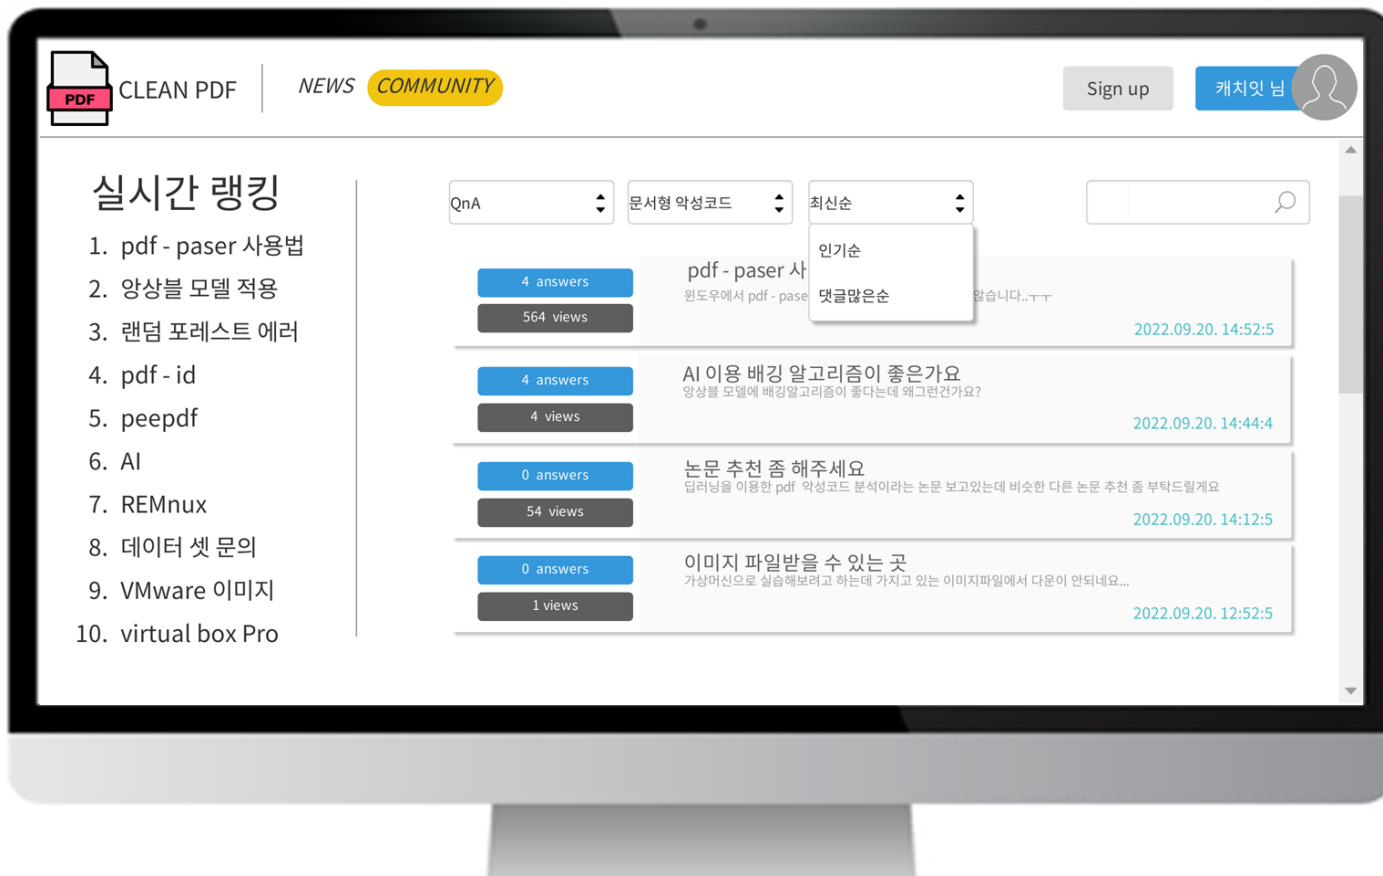 PDF
CLEAN PDF
NEWS
COMMUNITY
Sign up
캐치잇 님
실시간 랭킹
1. pdf - paser 사용법
2. 앙상블 모델 적용
3. 랜덤 포레스트 에러
4. pdf - id
5. peepdf
6. AI
7. REMnux
8. 데이터 셋 문의
9. VMware 이미지
10. virtual box Pro
QnA
문서형 악성코드
최신순
인기순
댓글많은순
4 answers
564 views
pdf - paser 사
윈도우에서 pdf - pase
않습니다..ㅜㅜ
2022.09.20. 14:52:5
4 answers
4 views
AI 이용 배깅 알고리즘이 좋은가요
앙상블 모델에 배깅알고리즘이 좋다는데 왜그런건가요?
2022.09.20. 14:44:4
0 answers
54 views
논문 추천 좀 해주세요
딥러닝을 이용한 pdf 악성코드 분석이라는 논문 보고있는데 비슷한 다른 논문 추천 좀 부탁드릴게요
2022.09.20. 14:12:5
0 answers
1 views
이미지 파일받을 수 있는 곳
가상머신으로 실습해보려고 하는데 가지고 있는 이미지파일에서 다운이 안되네요...
2022.09.20. 12:52:5